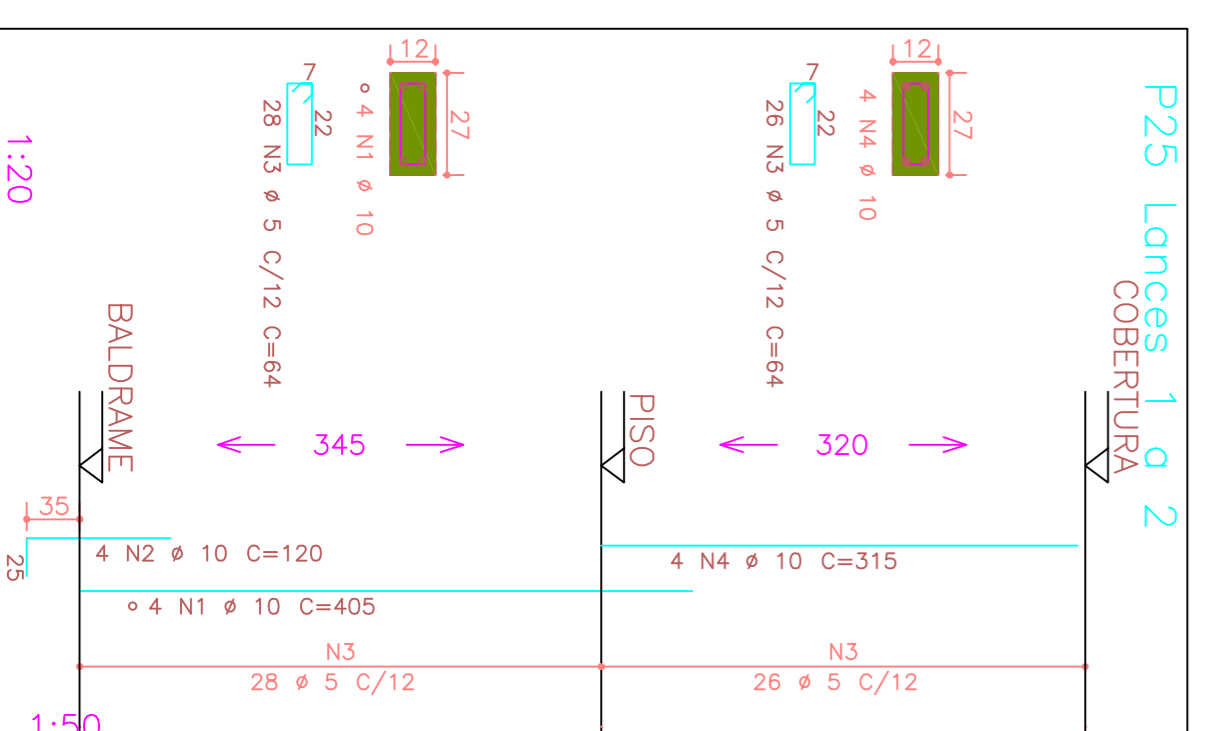 P25 Lances 1 a 2
COBERTURA
12
27
4 N4 ø 10
7
22
26 N3 ø 5 C/12 C=64
12
27
4 N1 ø 10
7
22
28 N3 ø 5 C/12 C=64
1:20
BALDRAME
345
PISO
320
35
25
4 N2 ø 10 C=120
4 N4 ø 10 C=315
4 N1 ø 10 C=405
N3
28 ø 5 C/12
N3
26 ø 5 C/12
1:50